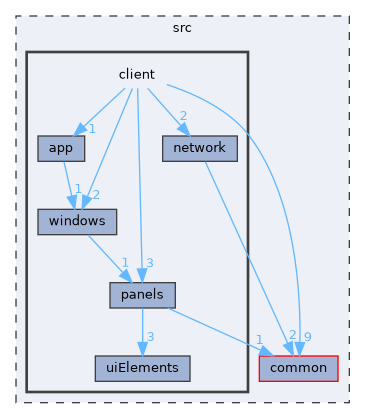 src
client
1
2
app
network
1
2
windows
1
3
panels
1
2
9
3
uiElements
common